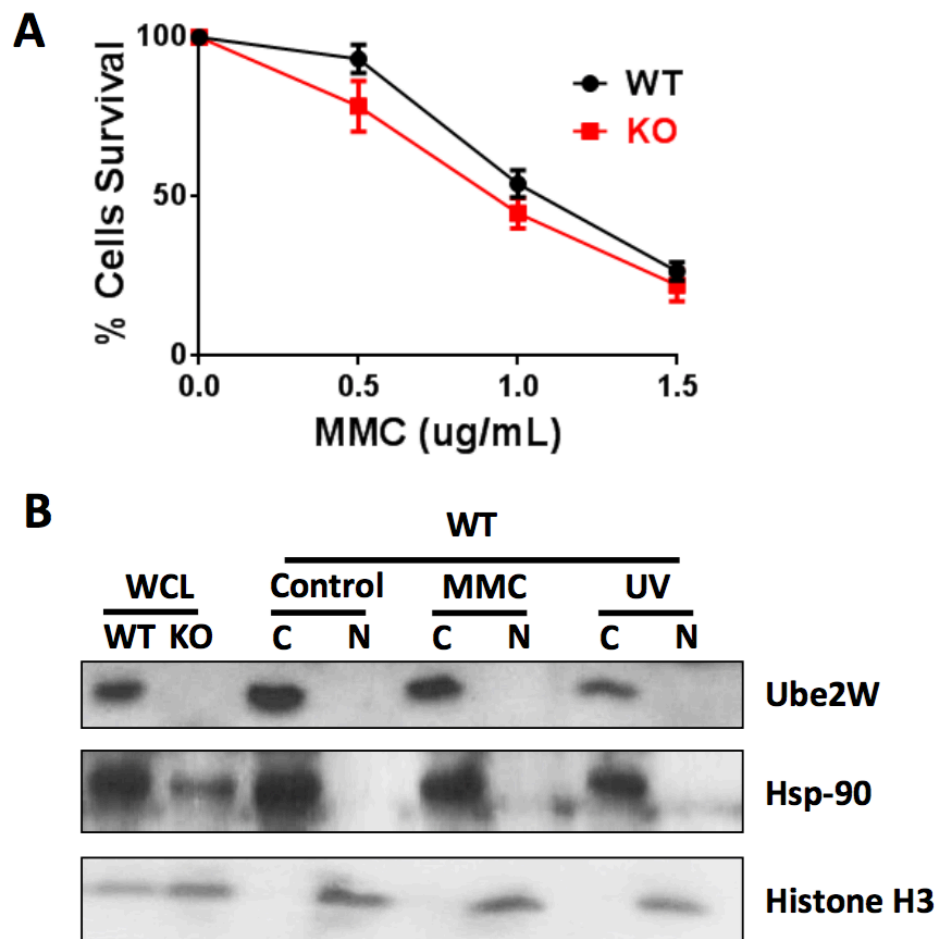 A
100
50
0
% Cells Survival
WT
KO
0.0 0.5 1.0 1.5
MMC (ug/mL)
B
WT
WCL Control MMC UV
WT KO C N C N C N
Ube2W
Hsp-90
Histone H3